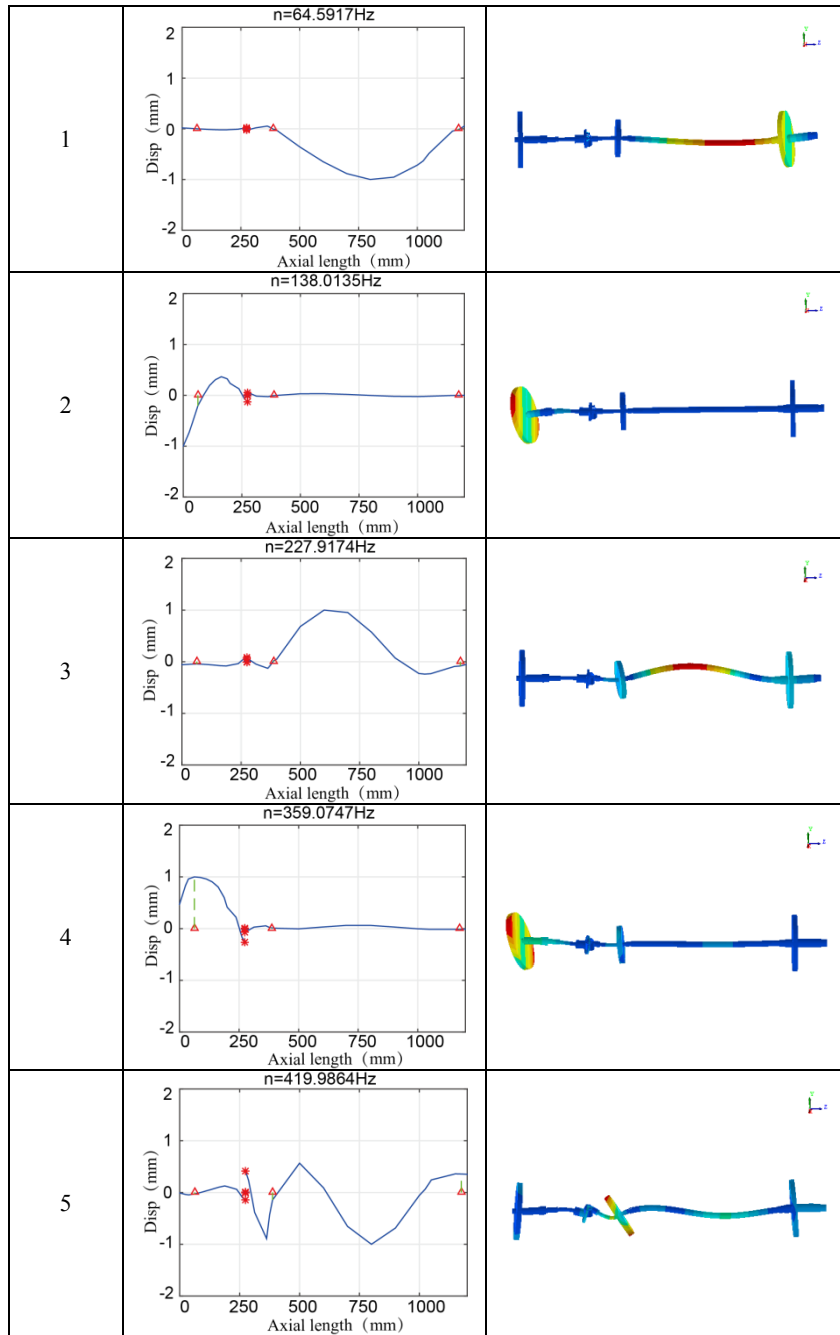 n=64.5917Hz
2
1
0
-1
-2
Disp（mm）
0 250 500 750 1000
Axial length（mm）
1
Y
Z
n=138.0135Hz
2
1
0
-1
-2
Disp（mm）
0 250 500 750 1000
Axial length（mm）
2
Y
Z
n=227.9174Hz
2
1
0
-1
-2
Disp（mm）
0 250 500 750 1000
Axial length（mm）
3
Y
Z
n=359.0747Hz
2
1
0
-1
-2
Disp（mm）
0 250 500 750 1000
Axial length（mm）
4
Y
Z
n=419.9864Hz
2
1
0
-1
-2
Disp（mm）
0 250 500 750 1000
Axial length（mm）
5
Y
Z